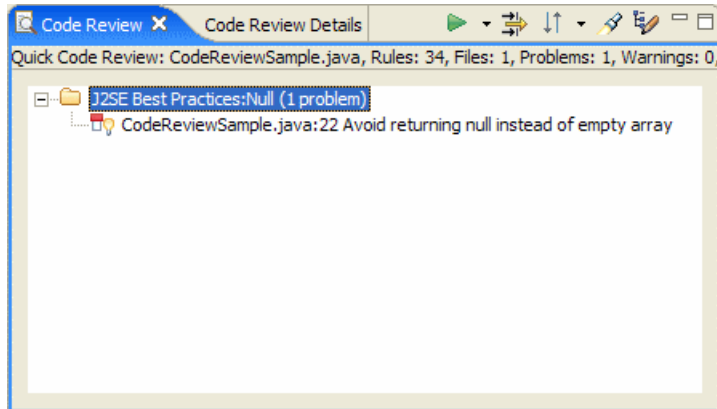 Code Review Code Review Details
Quick Code Review: CodeReviewSample.java, Rules: 34, Files: 1, Problems: 1, Warnings: 0,
J2SE Best Practices:Null (1 problem)
CodeReviewSample.java:22 Avoid returning null instead of empty array